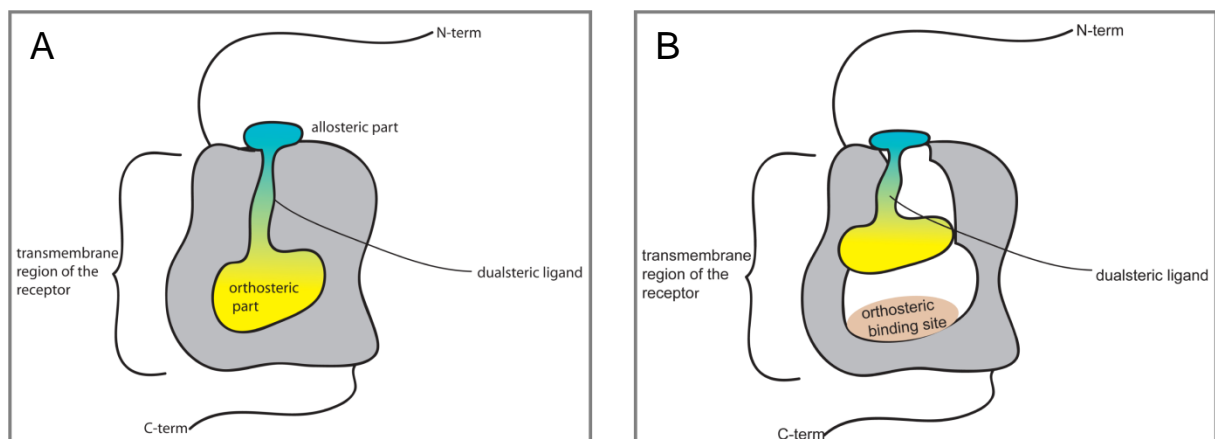 A
N-term
allosteric part
transmembrane
region of the
receptor
dualsteric ligand
orthosteric
part
C-term
B
N-term
transmembrane
region of the
receptor
dualsteric ligand
orthosteric
binding site
C-term